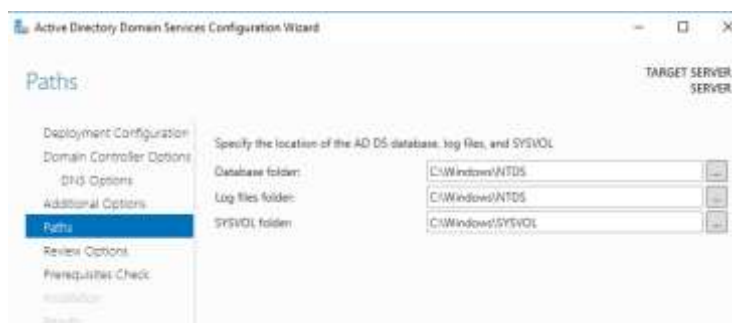 Active Directory Domain Services Configuration Wizard
Paths
TARGET SERVER
SERVER
Deployment Configuration
Domain Controller Options
DNS Options
Additional Options
Paths
Review Options
Prerequisites Check
Installation
Results
Specify the location of the AD DS database, log files, and SYSVOL
Database folder: C:\Windows\NTDS ...
Log files folder: C:\Windows\NTDS ...
SYSVOL folder: C:\Windows\SYSVOL ...